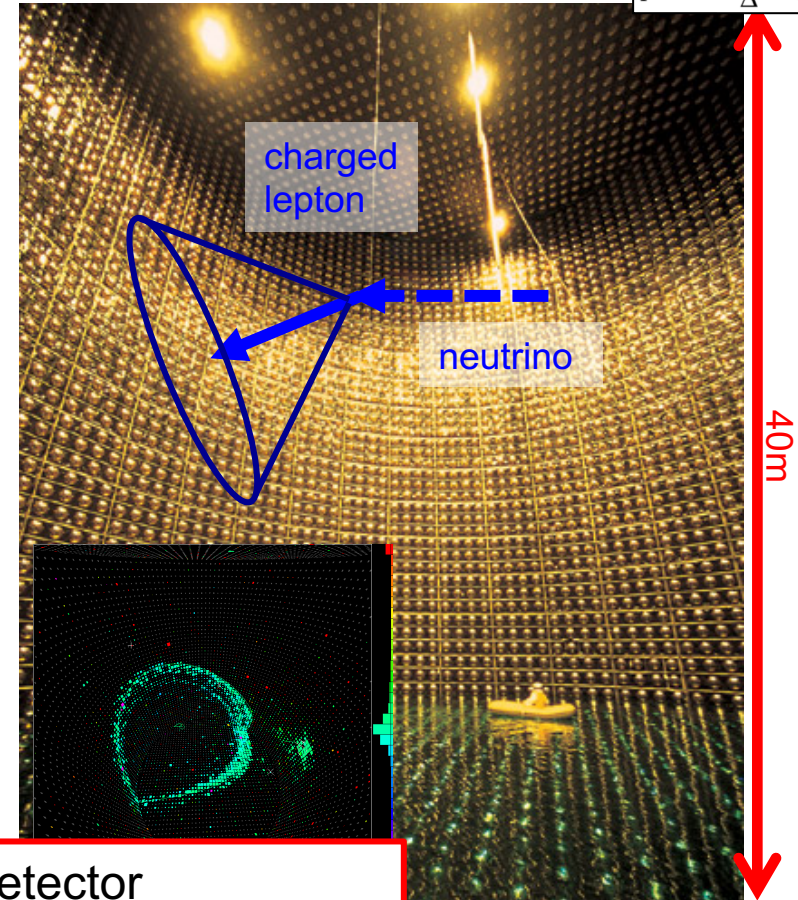 Δ
charged
lepton
neutrino
40m
etector